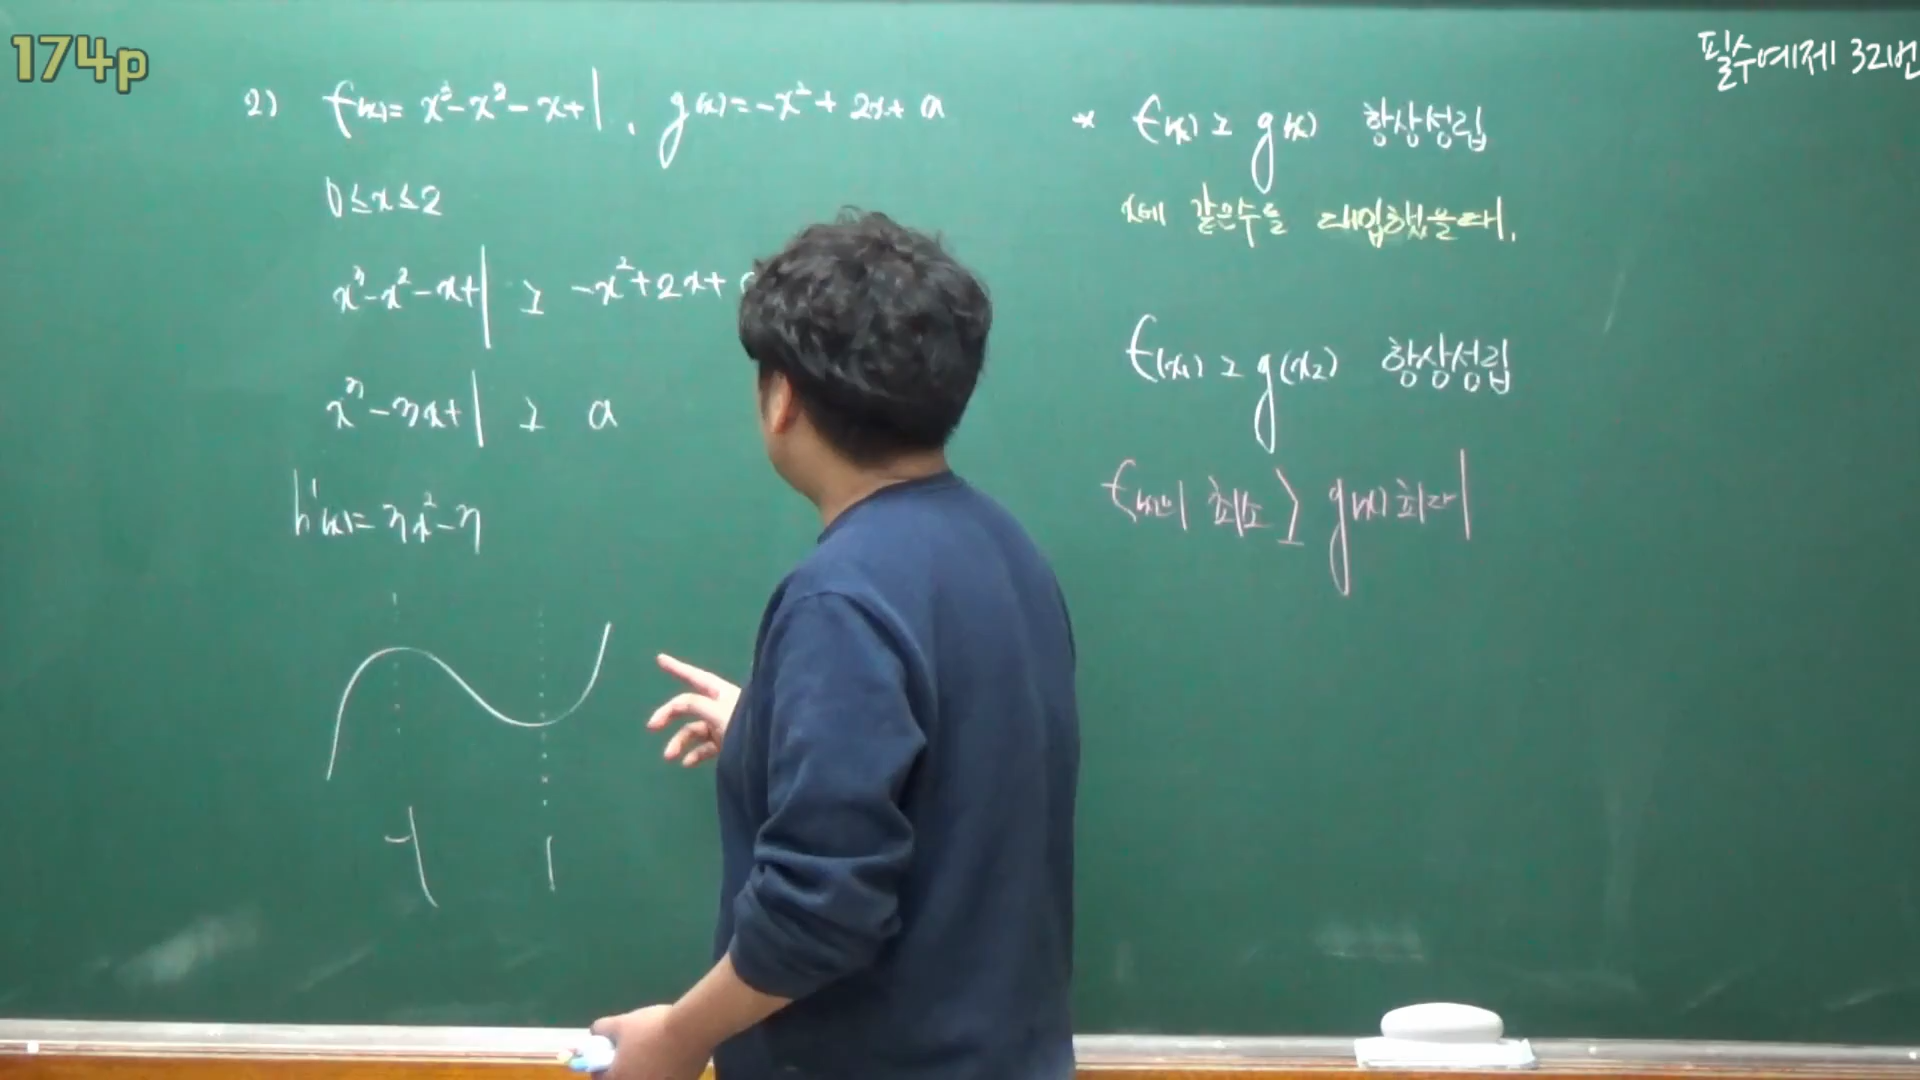 174p
필수예제 32번
2) f(x)=x³-x²-x+1, g(x)=-x²+2x+a
0≤x≤2
x³-x²-x+1 ≥ -x²+2x+
x³-3x+1 ≥ a
h'(x)=3x²-3
-1 1
* f(x)≥g(x) 항상성립
x에 같은수를 대입했을때.
f(x₁)≥g(x₂) 항상성립
f(x)의 최소≥g(x)최대